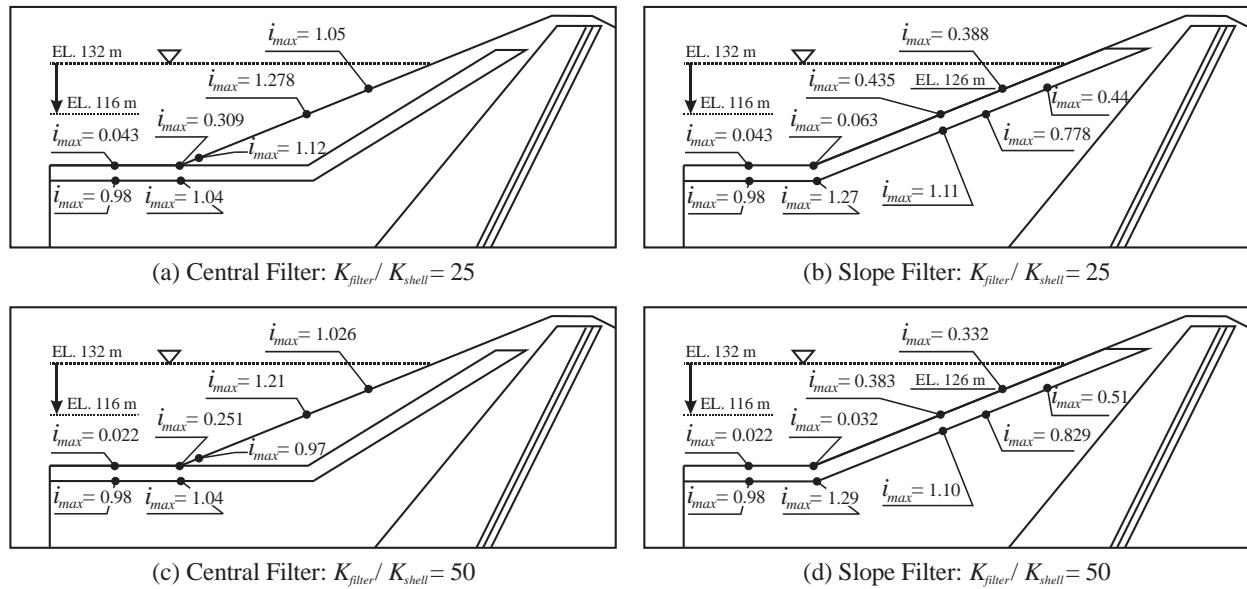 i_max= 1.05
EL. 132 m
i_max= 1.278
EL. 116 m
i_max= 0.309
i_max= 0.043
i_max= 1.12
i_max= 0.98
i_max= 1.04
(a) Central Filter: K_filter/ K_shell= 25
i_max= 0.388
EL. 132 m
i_max= 0.435
EL. 126 m
EL. 116 m
i_max= 0.44
i_max= 0.063
i_max= 0.043
i_max= 0.778
i_max= 0.98
i_max= 1.27
i_max= 1.11
(b) Slope Filter: K_filter/ K_shell= 25
i_max= 1.026
EL. 132 m
i_max= 1.21
EL. 116 m
i_max= 0.251
i_max= 0.022
i_max= 0.97
i_max= 0.98
i_max= 1.04
(c) Central Filter: K_filter/ K_shell= 50
i_max= 0.332
EL. 132 m
i_max= 0.383
EL. 126 m
EL. 116 m
i_max= 0.51
i_max= 0.032
i_max= 0.022
i_max= 0.829
i_max= 0.98
i_max= 1.29
i_max= 1.10
(d) Slope Filter: K_filter/ K_shell= 50